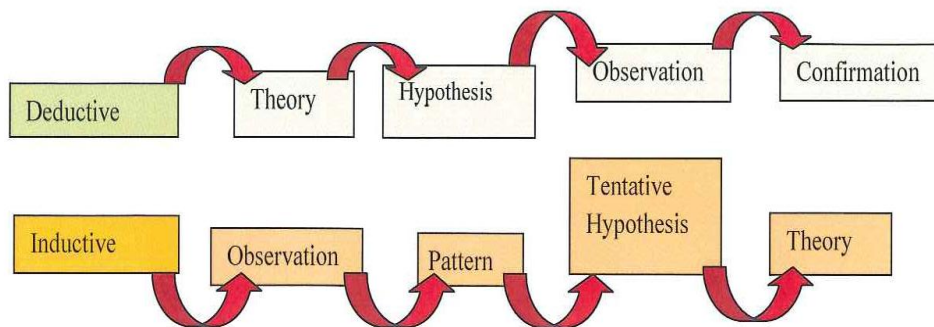 Deductive
Theory
Hypothesis
Observation
Confirmation
Inductive
Observation
Pattern
Tentative
Hypothesis
Theory